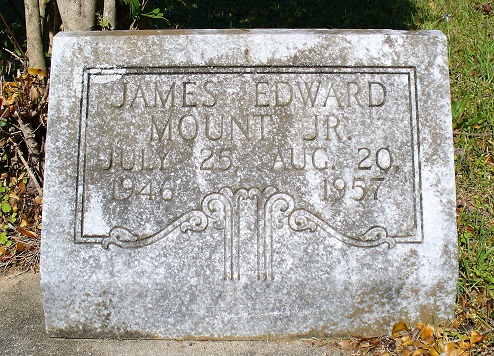 JAMES EDWARD
MOUNT JR.
JULY 25, AUG. 20,
1946 1957